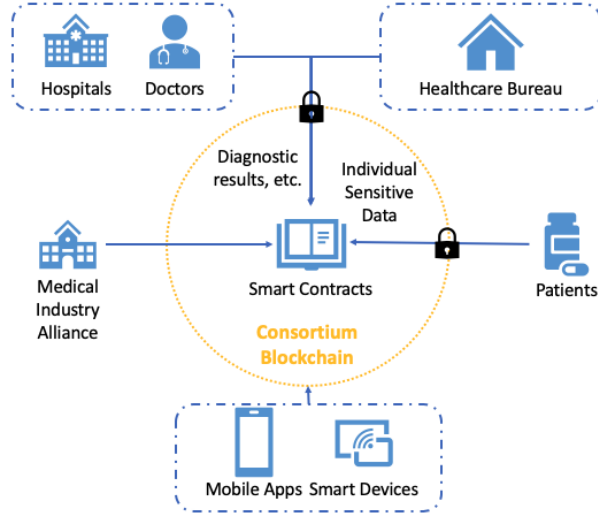 Hospitals
Doctors
Healthcare Bureau
Diagnostic
results, etc.
Individual
Sensitive
Data
Medical
Industry
Alliance
Smart Contracts
Patients
Consortium
Blockchain
Mobile Apps
Smart Devices